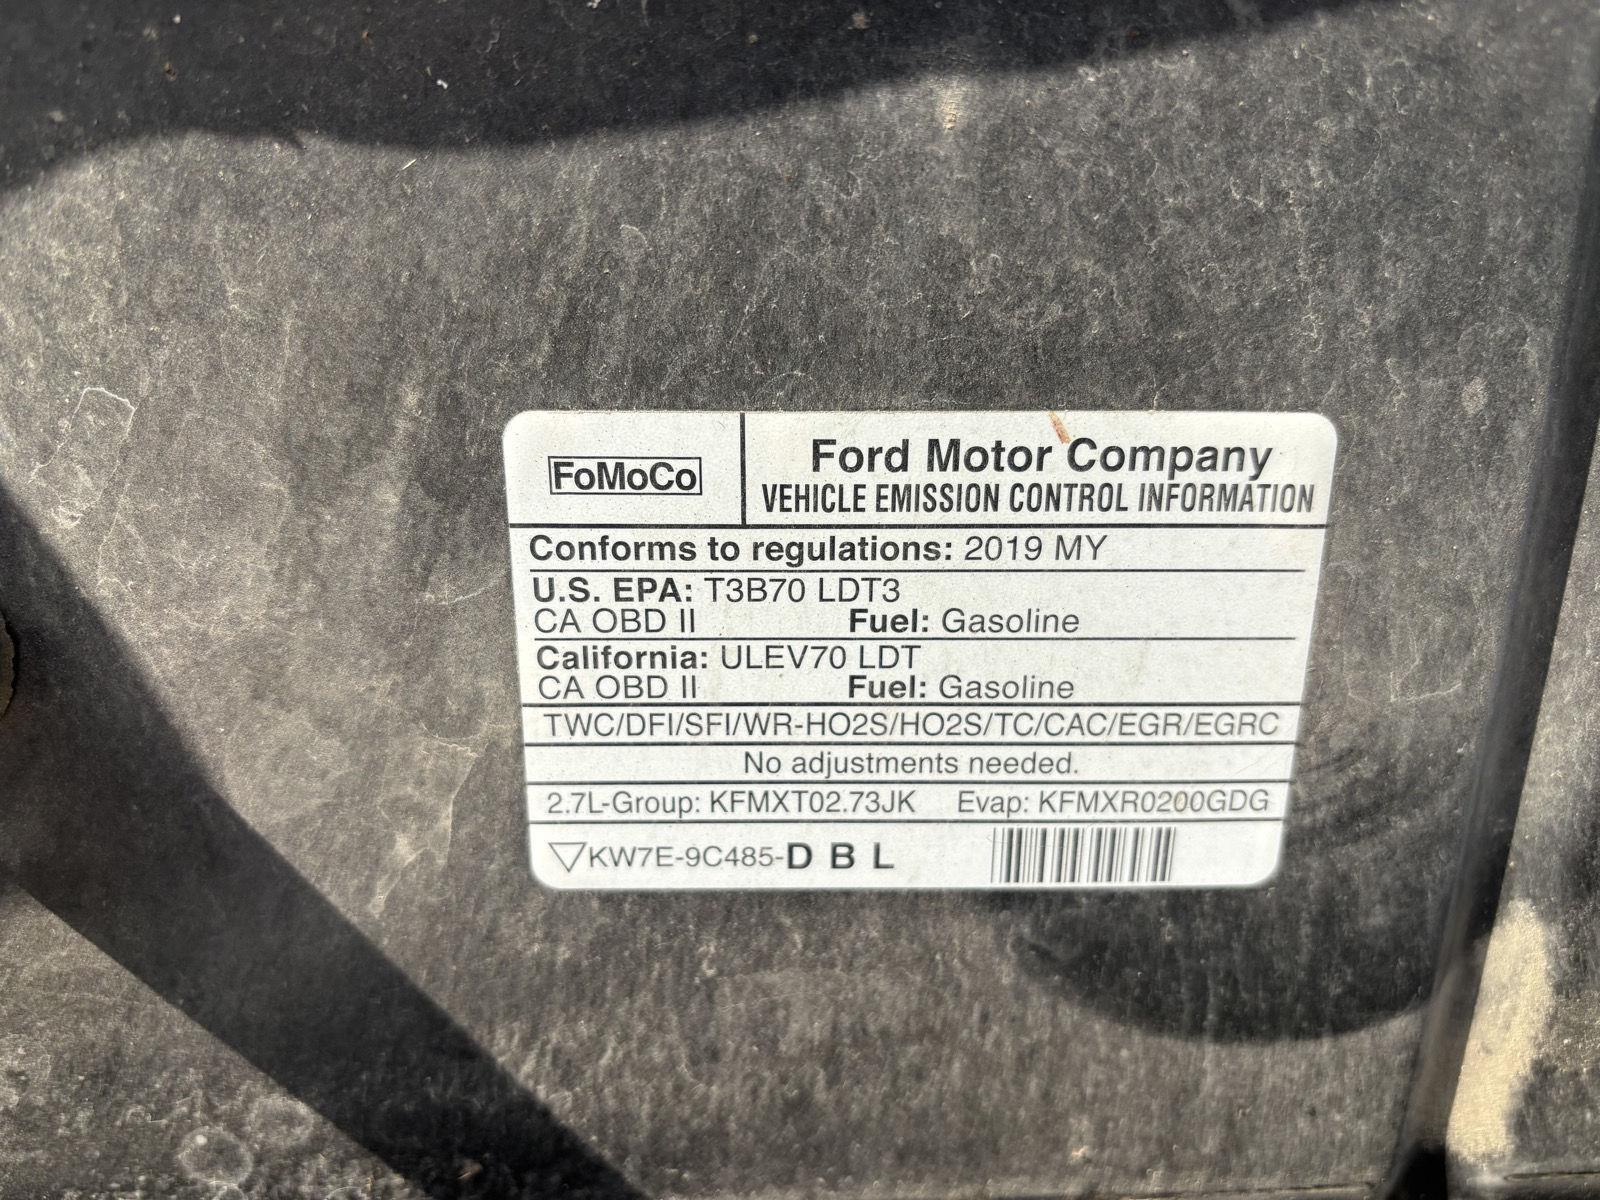 FoMoCo
Ford Motor Company
VEHICLE EMISSION CONTROL INFORMATION
Conforms to regulations: 2019 MY
U.S. EPA: T3B70 LDT3
CA OBD II Fuel: Gasoline
California: ULEV70 LDT
CA OBD II Fuel: Gasoline
TWC/DFI/SFI/WR-HO2S/HO2S/TC/CAC/EGR/EGRC
No adjustments needed.
2.7L-Group: KFMXT02.73JK Evap: KFMXR0200GDG
▽KW7E-9C485-D B L